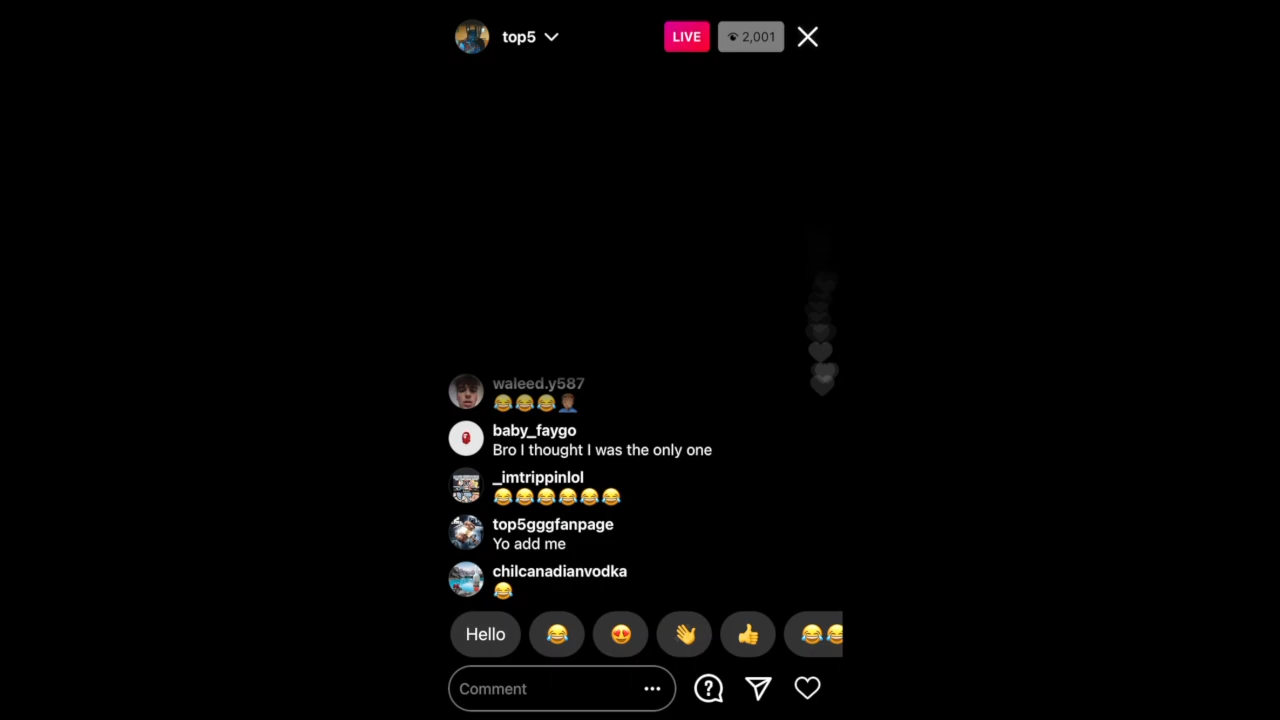 top5
LIVE
2,001
waleed.y587
😂😂😂🤦🏽‍♂️
baby_faygo
Bro I thought I was the only one
_imtrippinlol
😂😂😂😂😂😂
top5gggfanpage
Yo add me
chilcanadianvodka
😂
Hello 😂 😍 👋 👍 😂😂
Comment